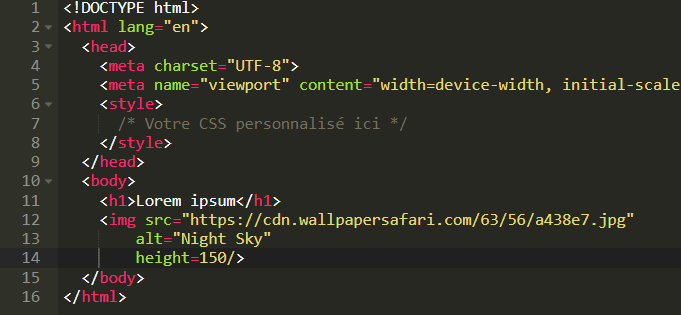 1 <!DOCTYPE html>
2 <html lang="en">
3 <head>
4 <meta charset="UTF-8">
5 <meta name="viewport" content="width=device-width, initial-scale
6 <style>
7 /* Votre CSS personnalisé ici */
8 </style>
9 </head>
10 <body>
11 <h1>Lorem ipsum</h1>
12 <img src="https://cdn.wallpapersafari.com/63/56/a438e7.jpg"
13 alt="Night Sky"
14 height=150/>
15 </body>
16 </html>